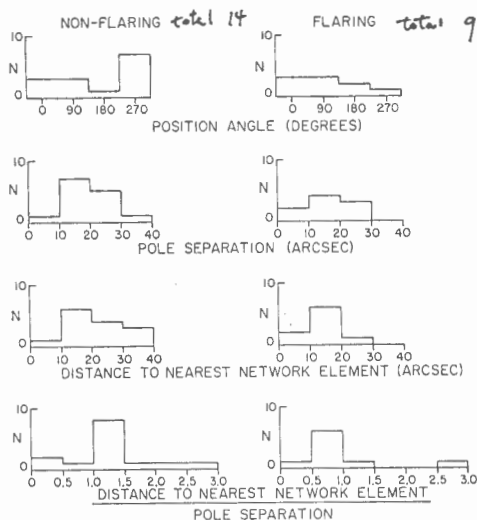 NON-FLARING total 14 FLARING total 9
10 10
N N
0 0
0 90 180 270 0 90 180 270
POSITION ANGLE (DEGREES)
10 10
N N
0 0
0 10 20 30 40 0 10 20 30 40
POLE SEPARATION (ARCSEC)
10 10
N N
0 0
0 10 20 30 40 0 10 20 30 40
DISTANCE TO NEAREST NETWORK ELEMENT (ARCSEC)
10 10
N N
0 0
0 0.5 1.0 1.5 2.0 2.5 3.0 0 0.5 1.0 1.5 2.0 2.5 3.0
DISTANCE TO NEAREST NETWORK ELEMENT
POLE SEPARATION